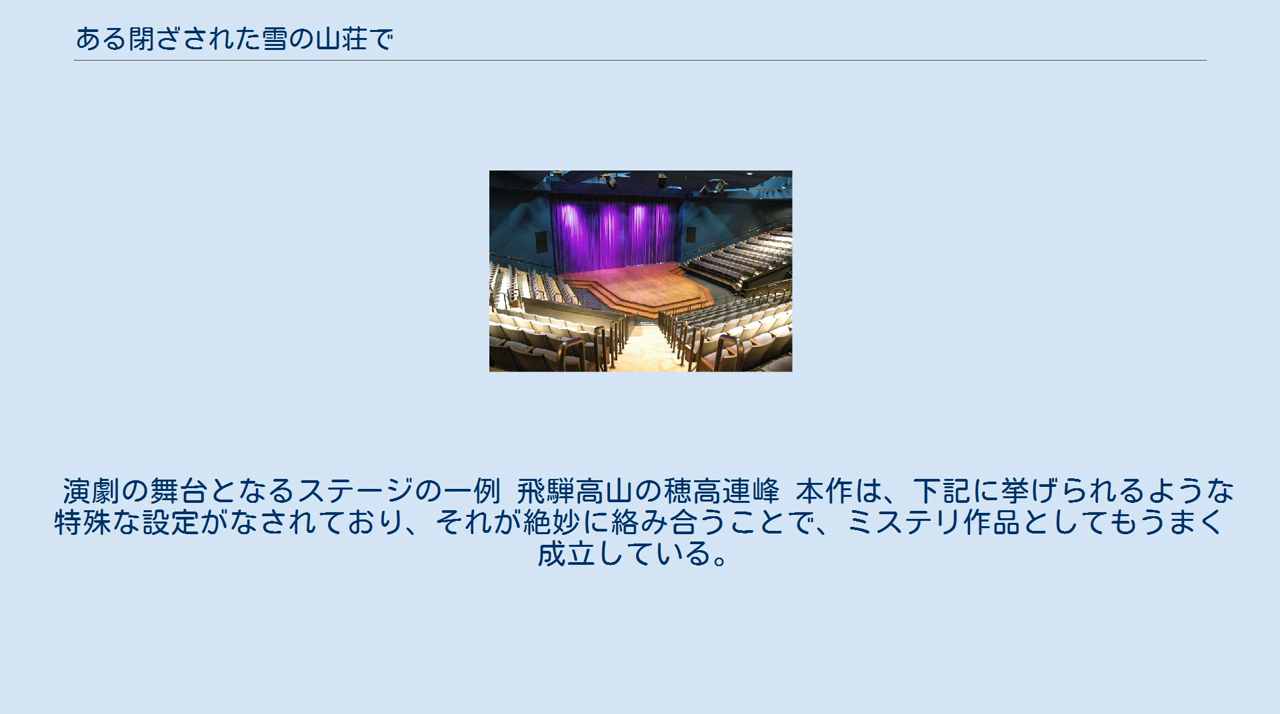 ある閉ざされた雪の山荘で
演劇の舞台となるステージの一例 飛騨高山の穂高連峰 本作は、下記に挙げられるような
特殊な設定がなされており、それが絶妙に絡み合うことで、ミステリ作品としてもうまく
成立している。